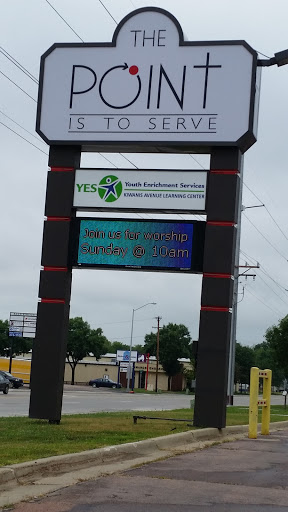 THE
POINT
IS TO SERVE
YES Youth Enrichment Services
KIWANIS AVENUE LEARNING CENTER
Join us for worship
Sunday @ 10am